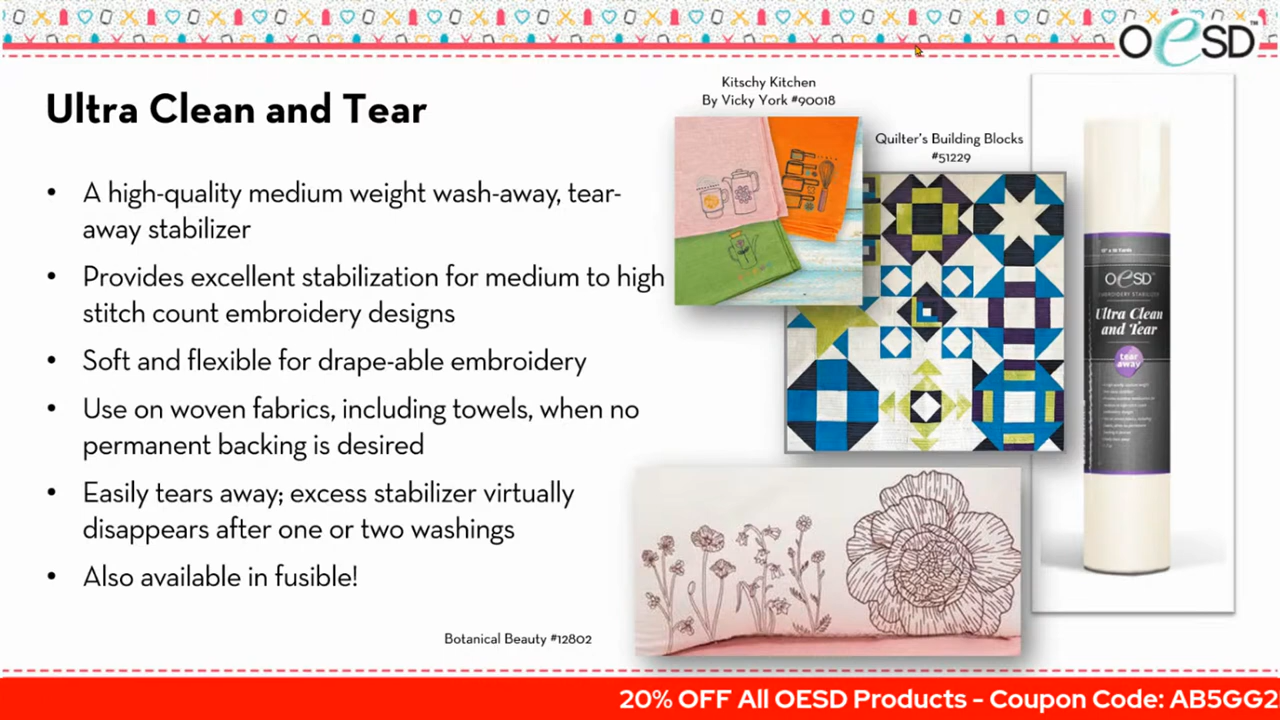 OESD™
Ultra Clean and Tear
• A high-quality medium weight wash-away, tear-
away stabilizer
• Provides excellent stabilization for medium to high
stitch count embroidery designs
• Soft and flexible for drape-able embroidery
• Use on woven fabrics, including towels, when no
permanent backing is desired
• Easily tears away; excess stabilizer virtually
disappears after one or two washings
• Also available in fusible!
Kitschy Kitchen
By Vicky York #90018
Quilter's Building Blocks
#51229
OESD
EMBROIDERY STABILIZER
Ultra Clean
and Tear
tear
away
Botanical Beauty #12802
20% OFF All OESD Products - Coupon Code: AB5GG2